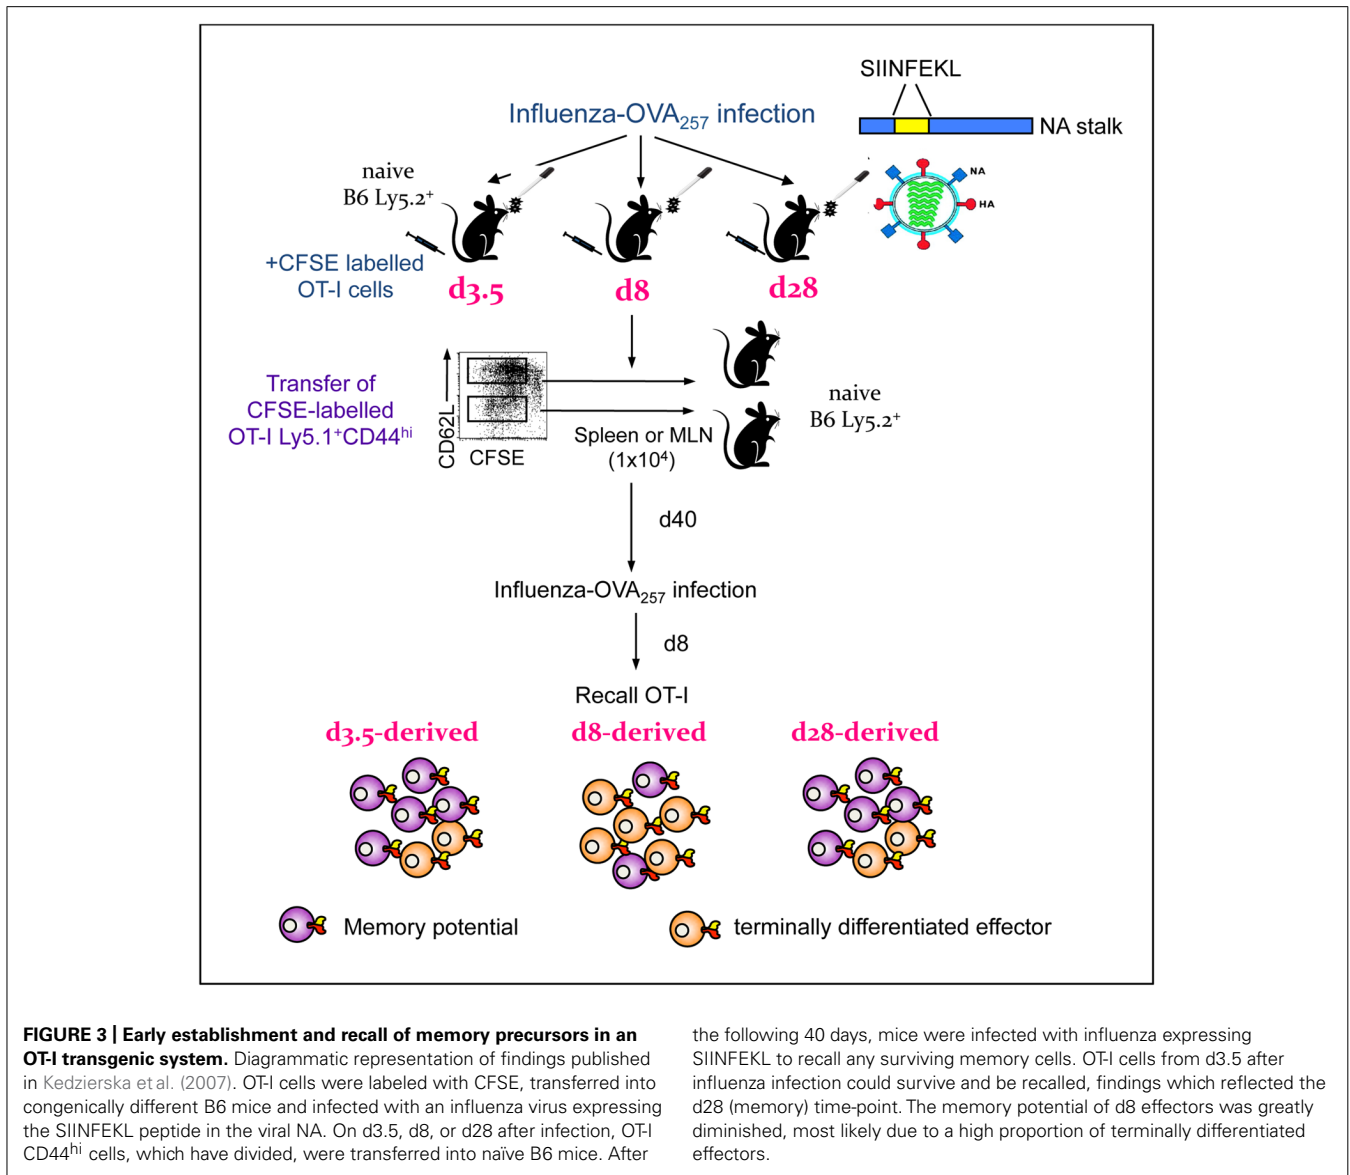 SIINFEKL
Influenza-OVA257 infection
NA stalk
naive
B6 Ly5.2+
NA
HA
+CFSE labelled
OT-I cells
d3.5
d8
d28
Transfer of
CFSE-labelled
OT-I Ly5.1+CD44hi
CD62L
CFSE
Spleen or MLN
(1x10⁴)
naive
B6 Ly5.2+
d40
Influenza-OVA257 infection
d8
Recall OT-I
d3.5-derived
d8-derived
d28-derived
Memory potential
terminally differentiated effector
FIGURE 3 | Early establishment and recall of memory precursors in an
OT-I transgenic system. Diagrammatic representation of findings published
in Kedzierska et al. (2007). OT-I cells were labeled with CFSE, transferred into
congenically different B6 mice and infected with an influenza virus expressing
the SIINFEKL peptide in the viral NA. On d3.5, d8, or d28 after infection, OT-I
CD44hi cells, which have divided, were transferred into naïve B6 mice. After
the following 40 days, mice were infected with influenza expressing
SIINFEKL to recall any surviving memory cells. OT-I cells from d3.5 after
influenza infection could survive and be recalled, findings which reflected the
d28 (memory) time-point. The memory potential of d8 effectors was greatly
diminished, most likely due to a high proportion of terminally differentiated
effectors.